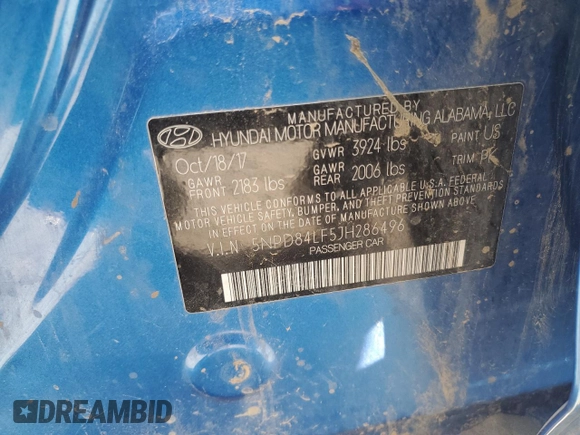 MANUFACTURED BY
HYUNDAI MOTOR MANUFACTURING ALABAMA, LLC
Oct/18/17 GVWR 3924 lbs PAINT US
GAWR FRONT 2183 lbs GAWR REAR 2006 lbs TRIM
THIS VEHICLE CONFORMS TO ALL APPLICABLE U.S.A. FEDERAL
MOTOR VEHICLE SAFETY, BUMPER, AND THEFT PREVENTION STANDARDS
IN EFFECT ON THE DATE OF MANUFACTURE SHOWN ABOVE.
V.I.N 5NPD84LF5JH286496
PASSENGER CAR
DREAMBID